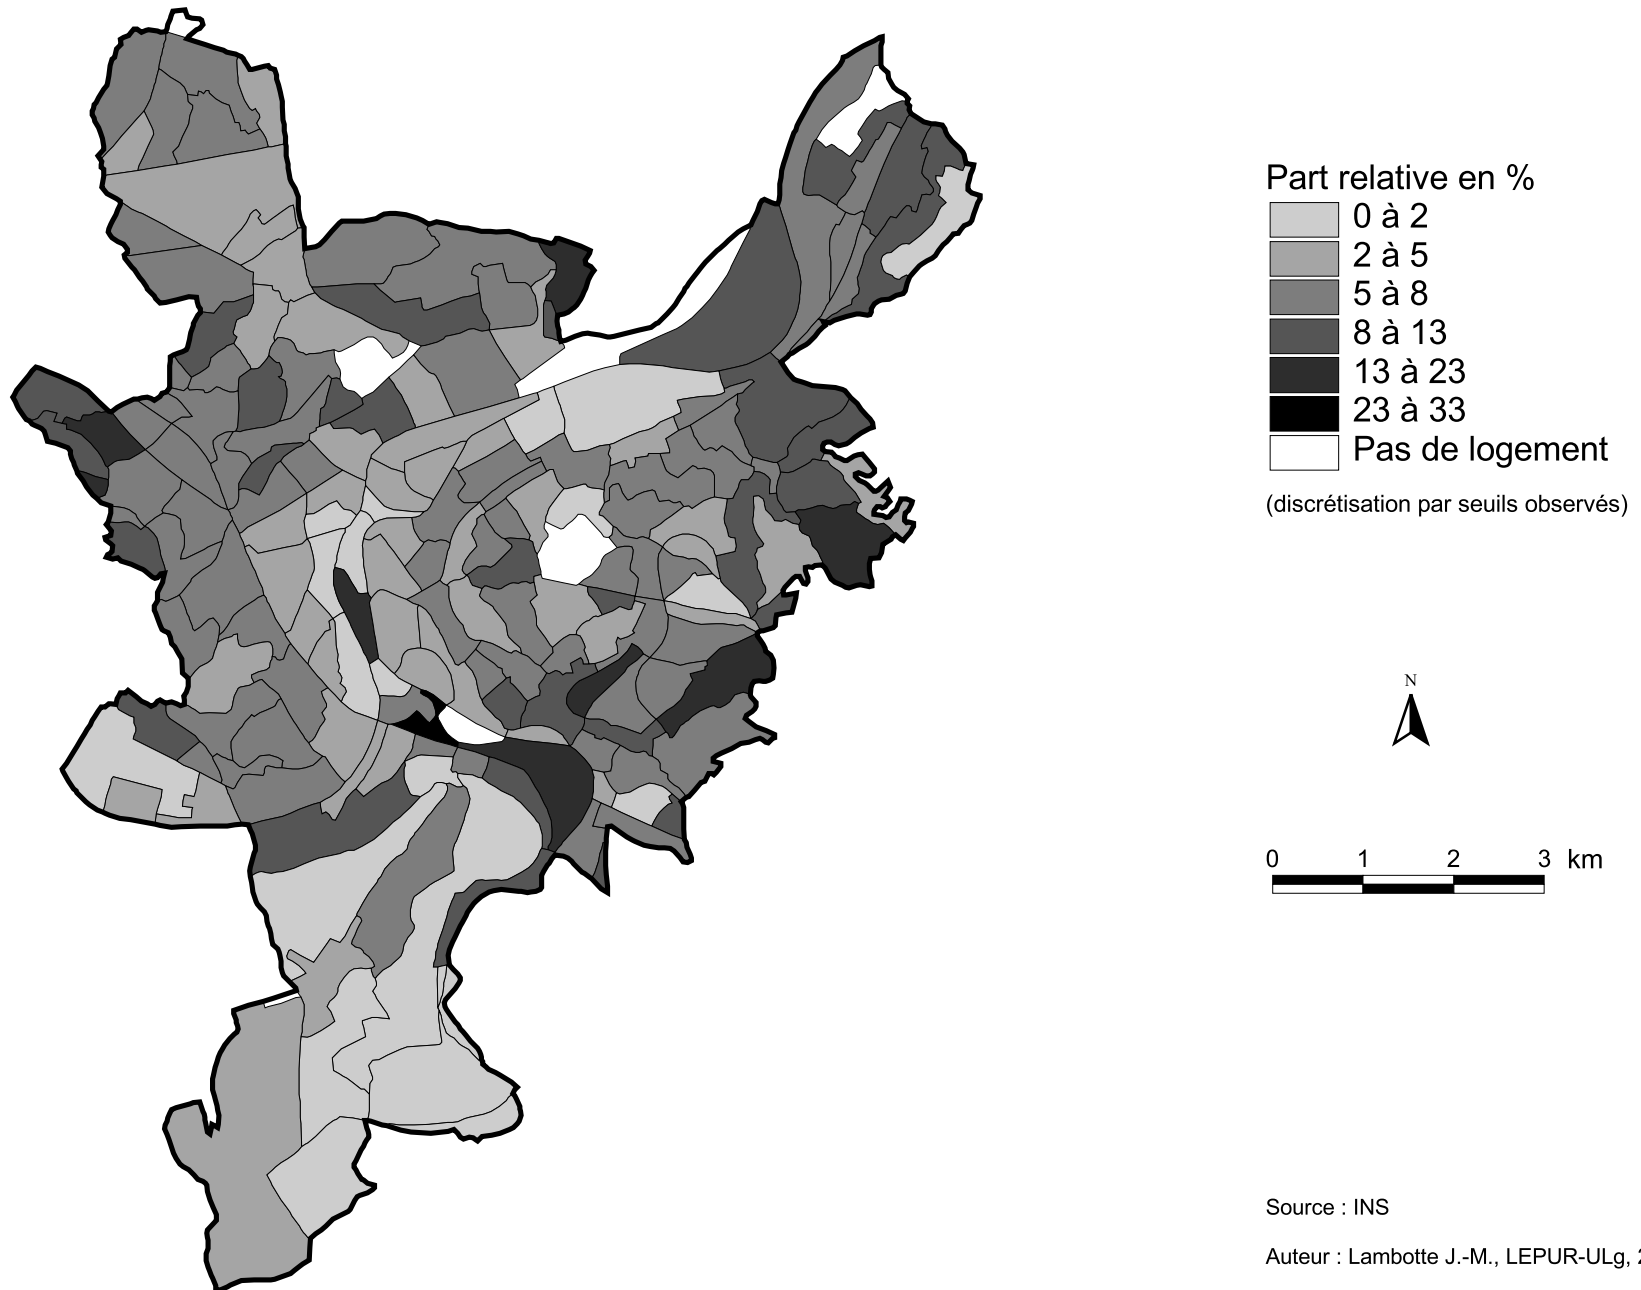 Part relative en %
0 à 2
2 à 5
5 à 8
8 à 13
13 à 23
23 à 33
Pas de logement
(discrétisation par seuils observés)
N
0 1 2 3 km
Source : INS
Auteur : Lambotte J.-M., LEPUR-ULg,